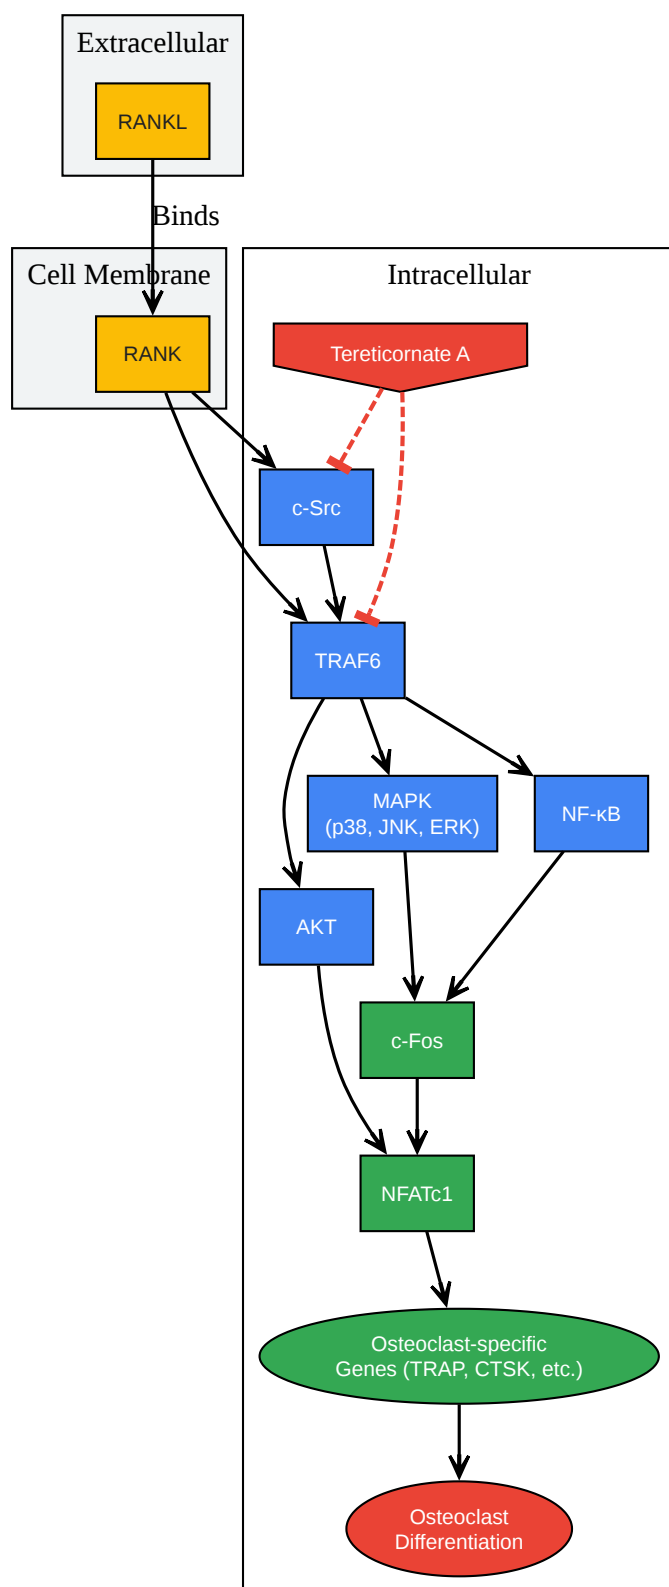 Extracellular
RANKL
Binds
Cell Membrane
RANK
Intracellular
Tereticornate A
c-Src
TRAF6
MAPK
(p38, JNK, ERK)
NF-κB
AKT
c-Fos
NFATc1
Osteoclast-specific
Genes (TRAP, CTSK, etc.)
Osteoclast
Differentiation